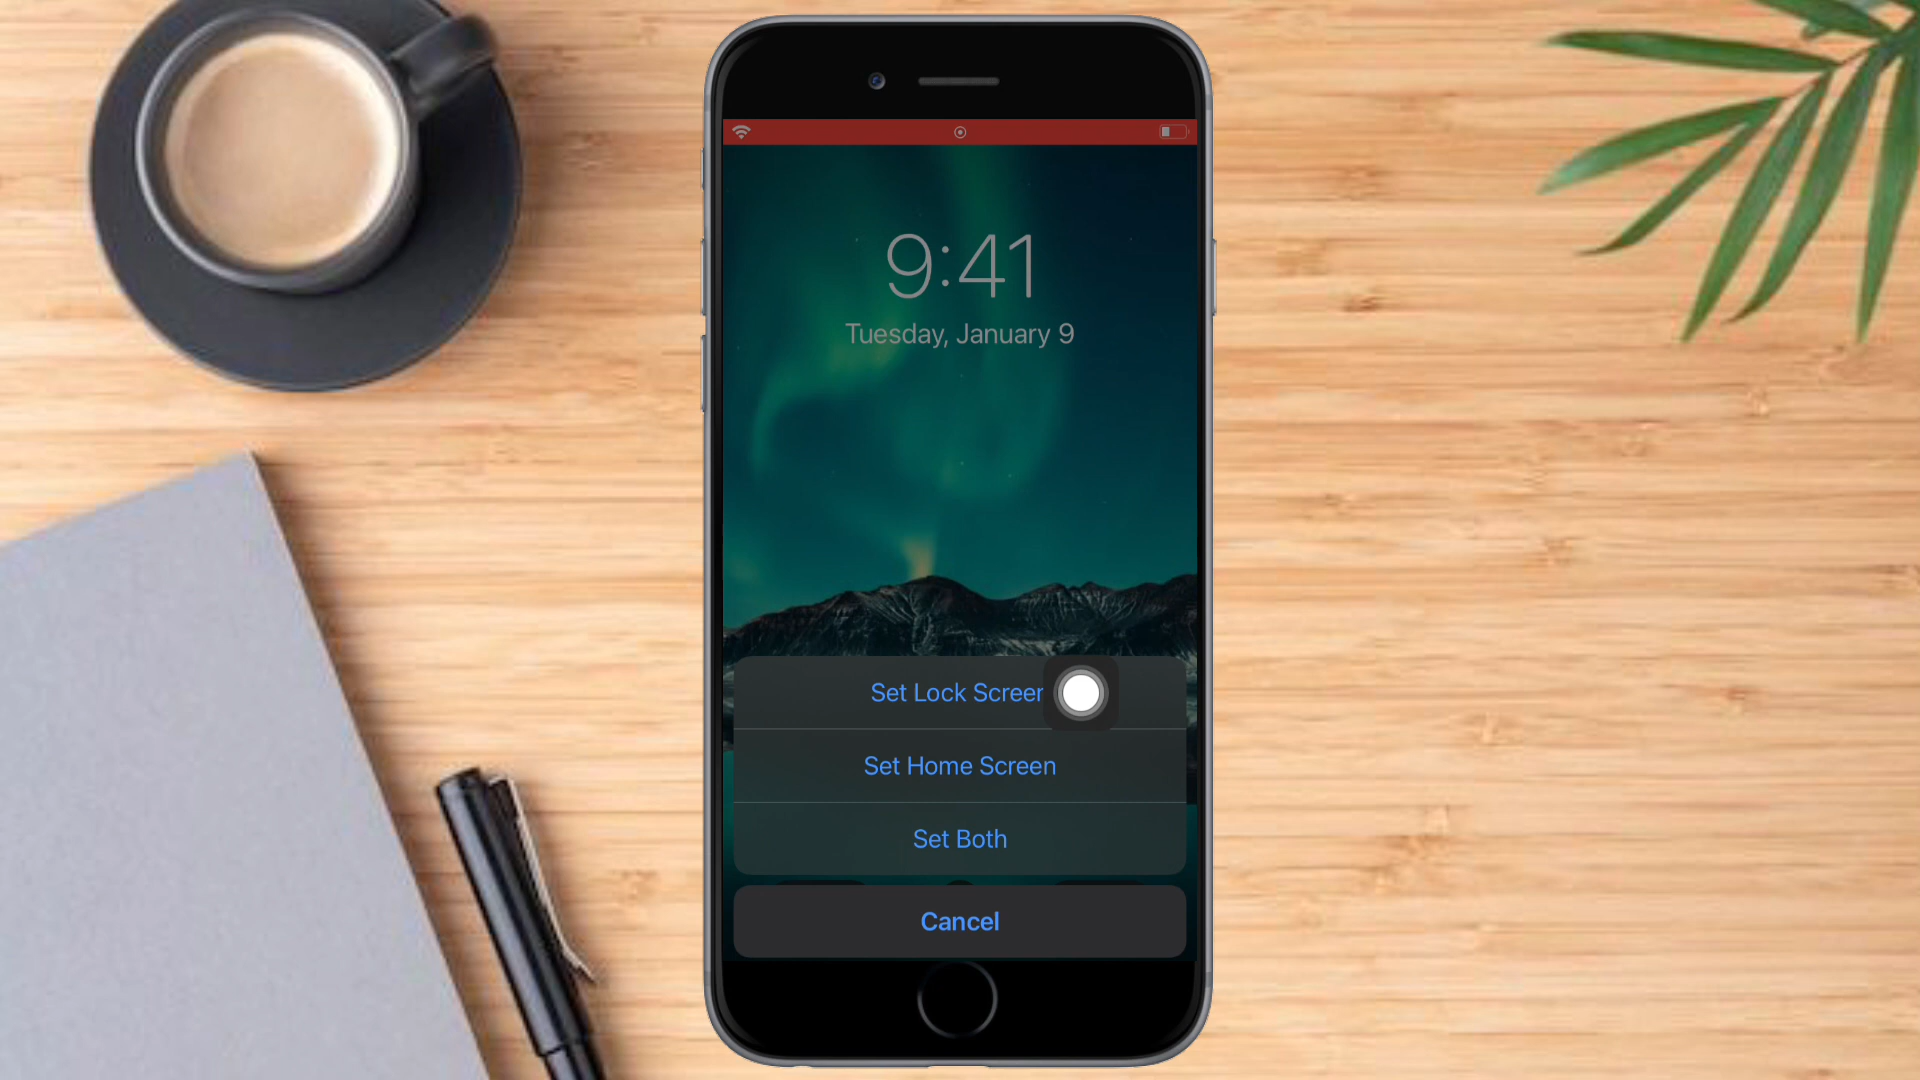 9:41
Tuesday, January 9
Set Lock Screen
Set Home Screen
Set Both
Cancel